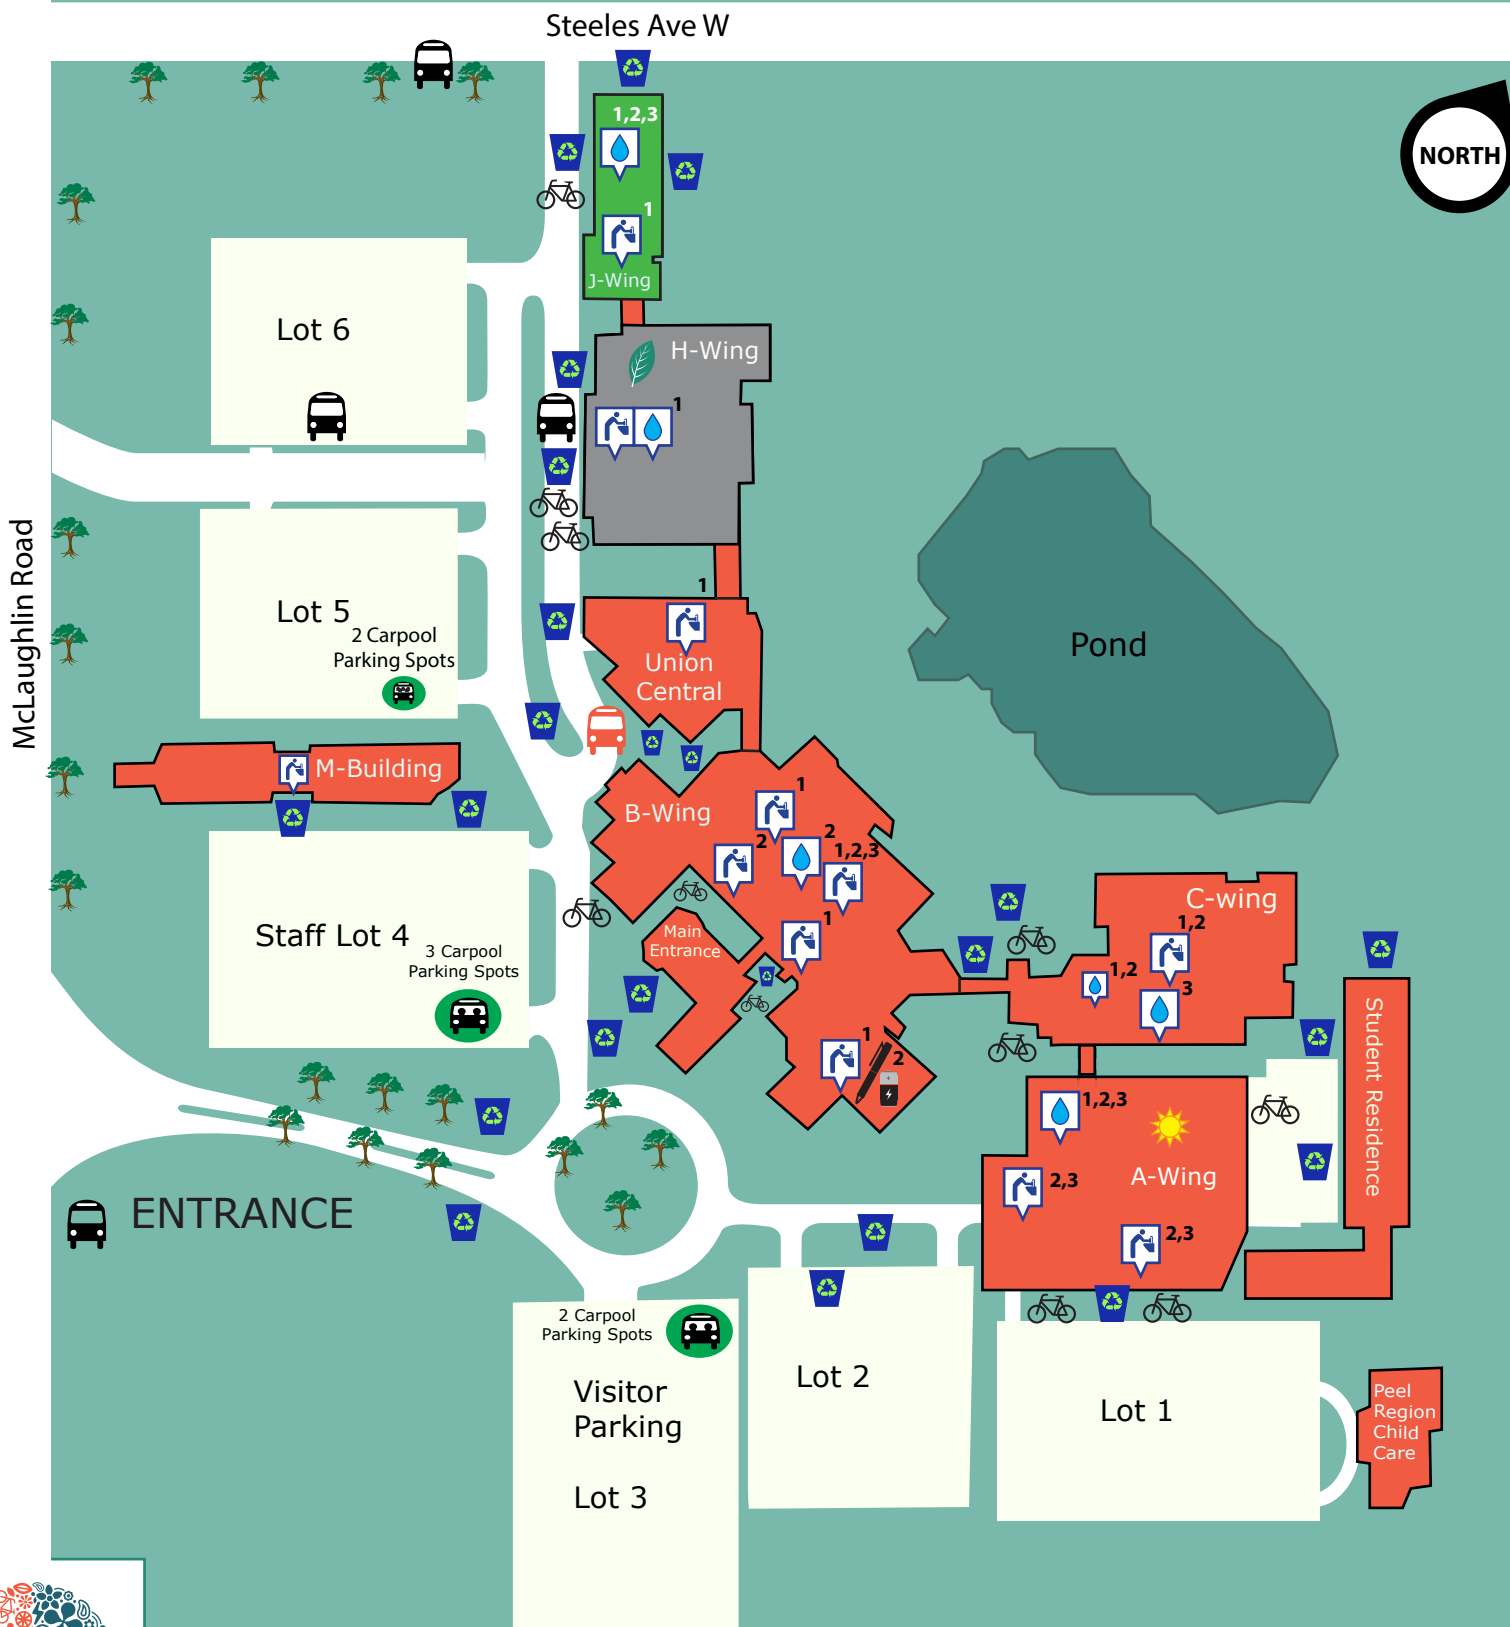 Steeles Ave W
NORTH
1,2,3
1
J-Wing
Lot 6
H-Wing
1
McLaughlin Road
Lot 5
2 Carpool
Parking Spots
1
Union
Central
Pond
M-Building
B-Wing
1
2
2
1,2,3
1
Main
Entrance
Staff Lot 4
3 Carpool
Parking Spots
C-wing
1,2
1,2
3
Student Residence
1
2
1,2,3
A-Wing
2,3
2,3
ENTRANCE
2 Carpool
Parking Spots
Visitor
Parking
Lot 3
Lot 2
Lot 1
Peel
Region
Child
Care